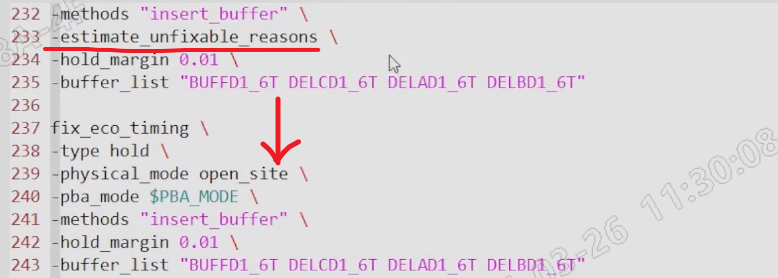 232 -methods "insert_buffer" \
233 -estimate_unfixable_reasons \
234 -hold_margin 0.01 \
235 -buffer_list "BUFFD1_6T DELCD1_6T DELAD1_6T DELBD1_6T"
236
237 fix_eco_timing \
238 -type hold \
239 -physical_mode open_site \
240 -pba_mode $PBA_MODE \
241 -methods "insert_buffer" \
242 -hold_margin 0.01 \
243 -buffer_list "BUFFD1_6T DELCD1_6T DELAD1_6T DELBD1_6T"
03-26 11:30:08